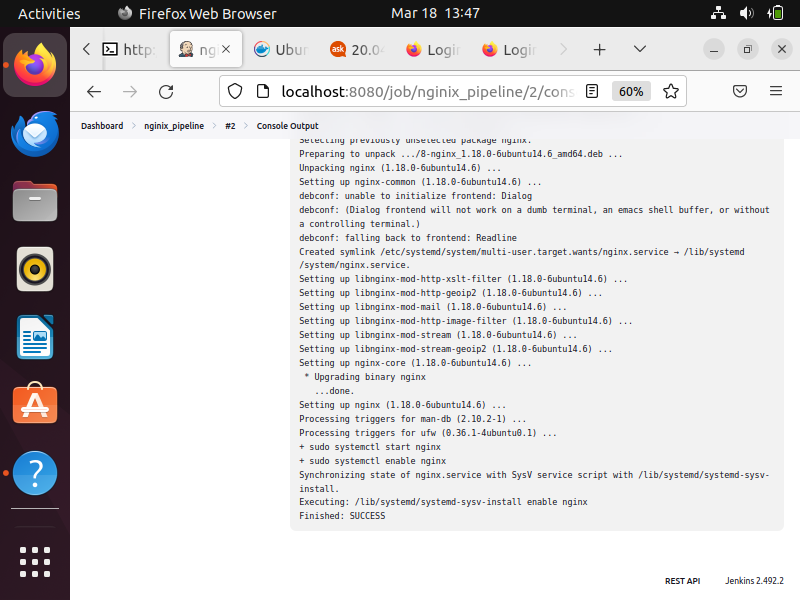 Activities
Firefox Web Browser
Mar 18 13:47
http:
ng
Ubun
ask 20.04
Login
Login
localhost:8080/job/nginix_pipeline/2/cons
60%
Dashboard > nginix_pipeline > #2 > Console Output
Selecting previously unselected package nginx.
Preparing to unpack .../8-nginx_1.18.0-6ubuntu14.6_amd64.deb ...
Unpacking nginx (1.18.0-6ubuntu14.6) ...
Setting up nginx-common (1.18.0-6ubuntu14.6) ...
debconf: unable to initialize frontend: Dialog
debconf: (Dialog frontend will not work on a dumb terminal, an emacs shell buffer, or without
a controlling terminal.)
debconf: falling back to frontend: Readline
Created symlink /etc/systemd/system/multi-user.target.wants/nginx.service → /lib/systemd
/system/nginx.service.
Setting up libnginx-mod-http-xslt-filter (1.18.0-6ubuntu14.6) ...
Setting up libnginx-mod-http-geoip2 (1.18.0-6ubuntu14.6) ...
Setting up libnginx-mod-mail (1.18.0-6ubuntu14.6) ...
Setting up libnginx-mod-http-image-filter (1.18.0-6ubuntu14.6) ...
Setting up libnginx-mod-stream (1.18.0-6ubuntu14.6) ...
Setting up libnginx-mod-stream-geoip2 (1.18.0-6ubuntu14.6) ...
Setting up nginx-core (1.18.0-6ubuntu14.6) ...
* Upgrading binary nginx
...done.
Setting up nginx (1.18.0-6ubuntu14.6) ...
Processing triggers for man-db (2.10.2-1) ...
Processing triggers for ufw (0.36.1-4ubuntu0.1) ...
+ sudo systemctl start nginx
+ sudo systemctl enable nginx
Synchronizing state of nginx.service with SysV service script with /lib/systemd/systemd-sysv-
install.
Executing: /lib/systemd/systemd-sysv-install enable nginx
Finished: SUCCESS
REST API
Jenkins 2.492.2